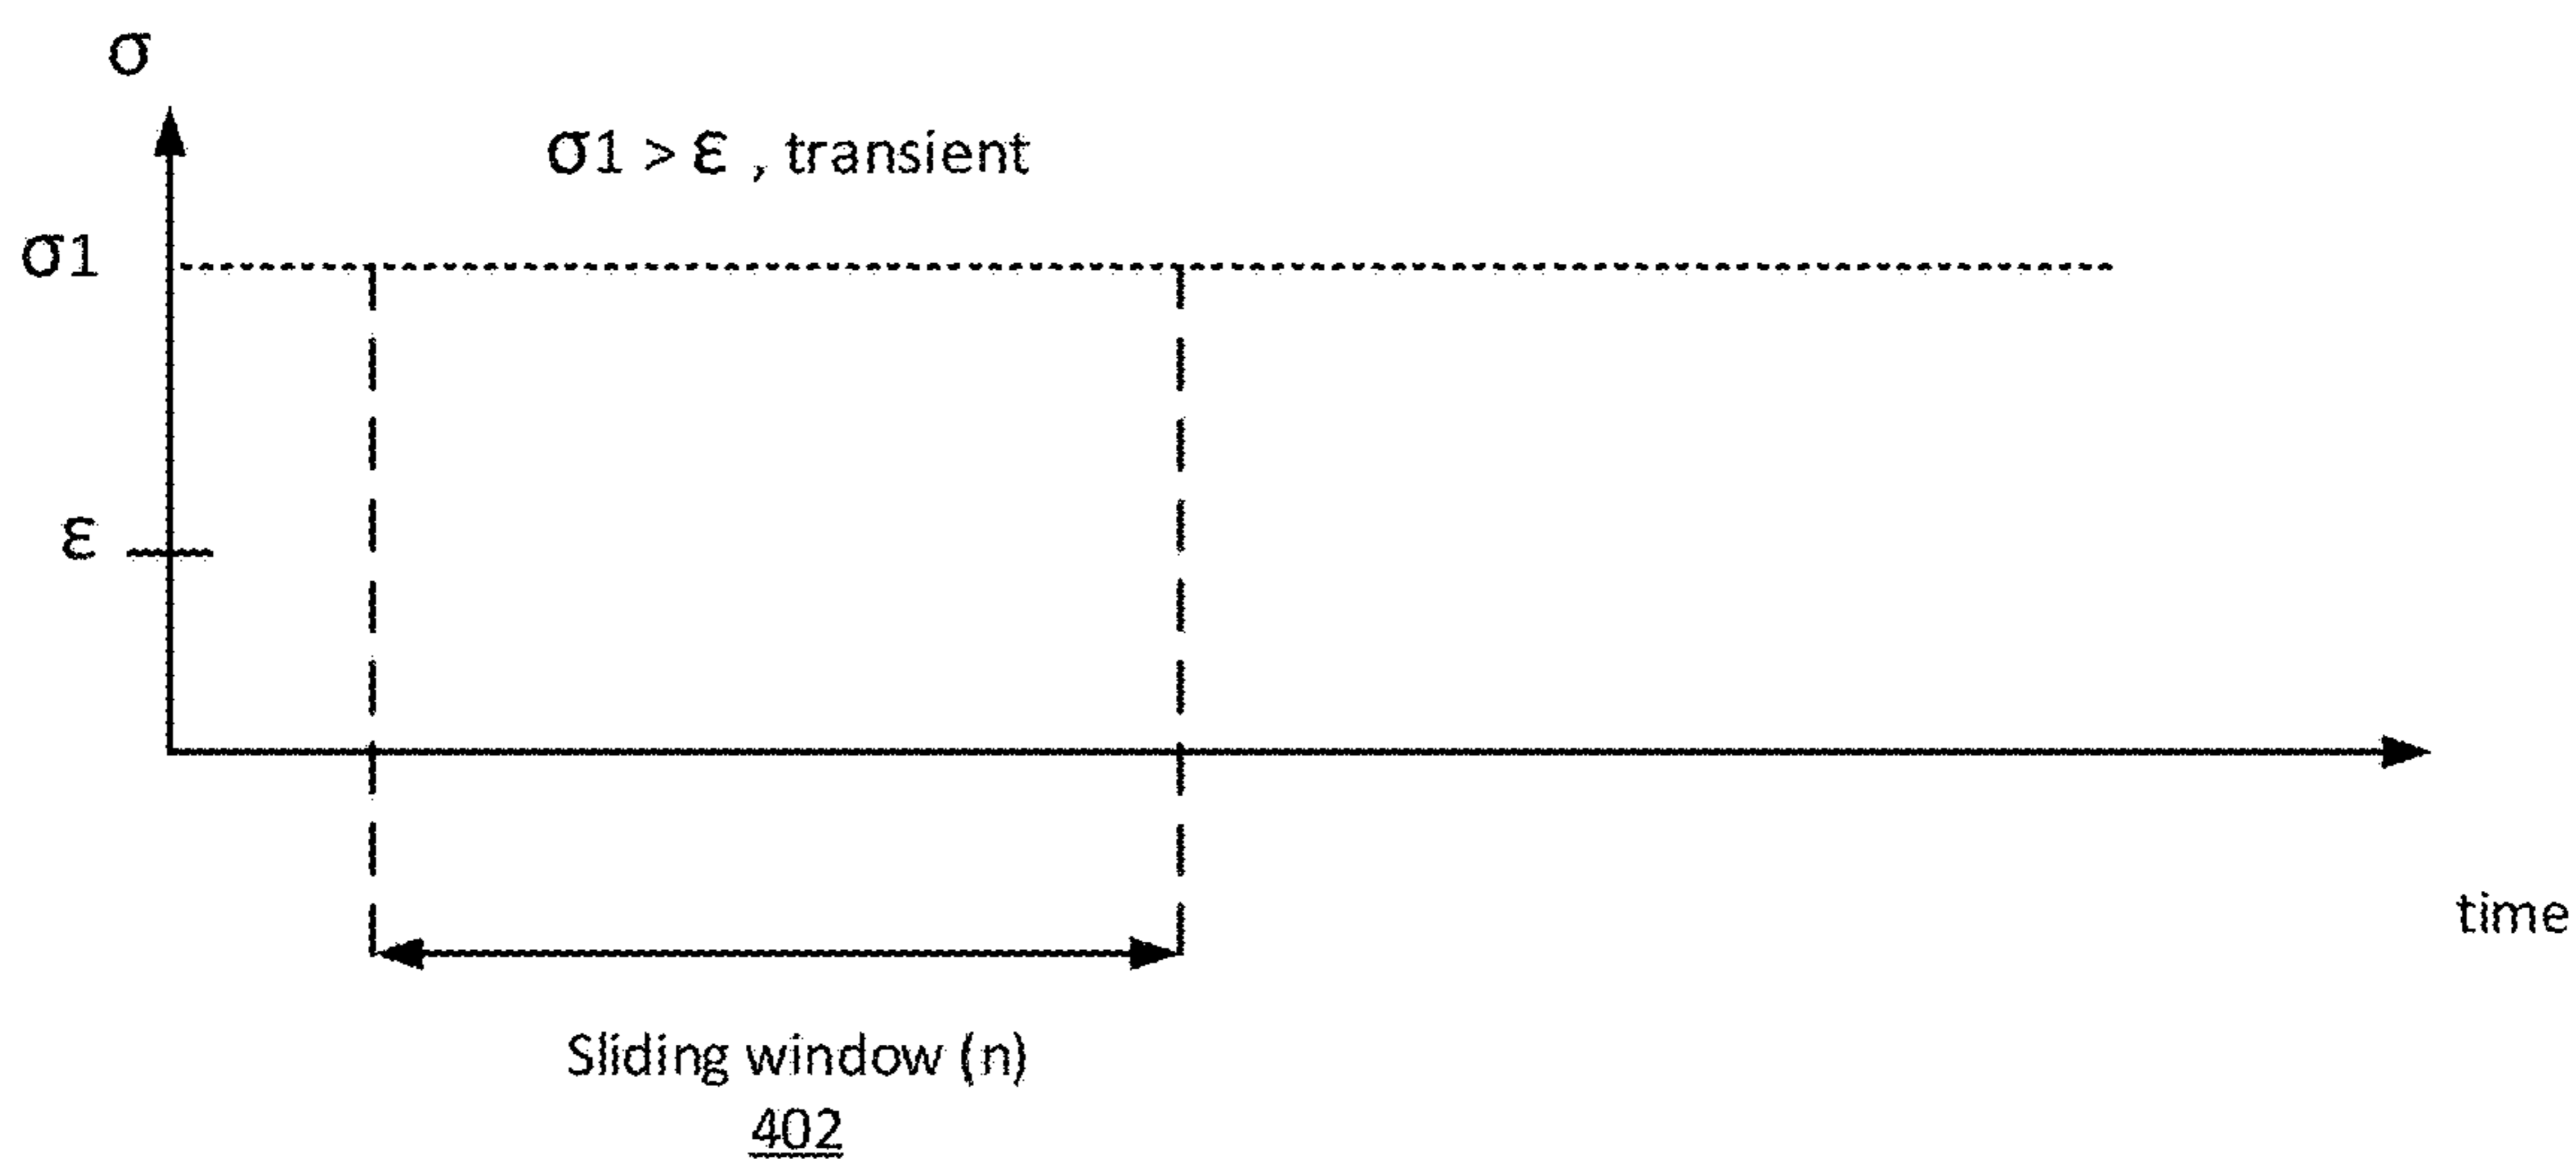 σ
σ1 > ε , transient
σ1
ε
time
Sliding window (n)
402